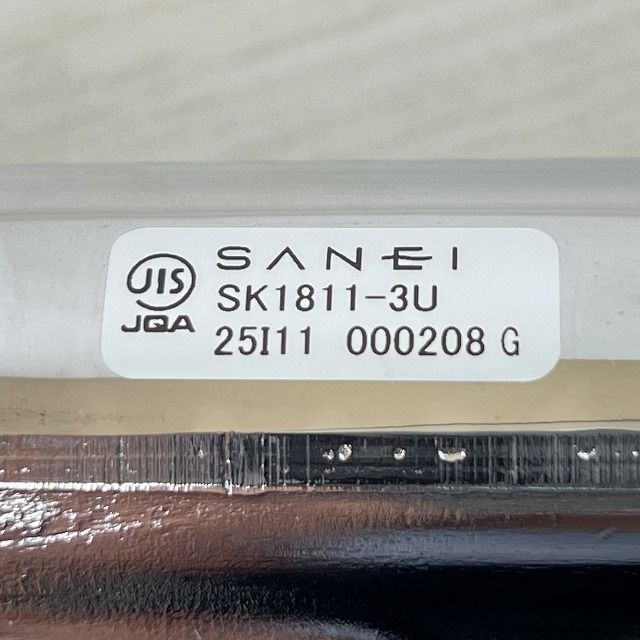 JIS
JQA
SANEI
SK1811-3U
25I11 000208 G